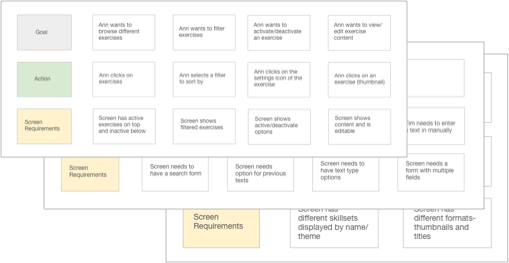 Goal
Ann wants to
browse different
exercises
Ann wants to filter
exercises
Ann wants to
activate/deactivate
an exercise
Ann wants to view/
edit exercise
content
Action
Ann clicks on
exercises
Ann selects a filter
to sort by
Ann clicks on the
settings icon of the
exercise
Ann clicks on an
exercise (thumbnail)
Screen
Requirements
Screen has active
exercises on top
and inactive below
Screen shows
filtered exercises
Screen shows
active/deactivate
optons
Screen shows
content and is
editable
needs to enter
text in manually
Screen
Requirements
Screen needs to
have a search form
Screen needs
option for previous
texts
Screen needs to
have text type
options
Screen needs a
form with multiple
fields
Screen
Requirements
Screen has
different skillsets
displayed by name/
theme
Screen has
different formats-
thumbnails and
titles